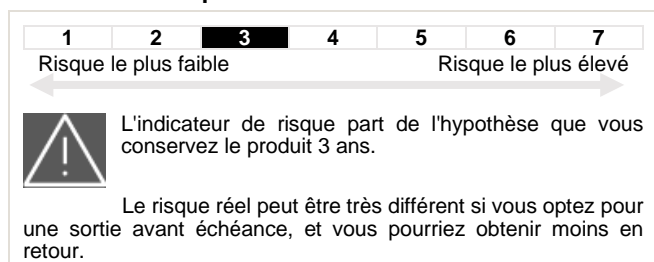 1 2 3 4 5 6 7
Risque le plus faible Risque le plus élevé
L'indicateur de risque part de l'hypothèse que vous
conservez le produit 3 ans.
Le risque réel peut être très différent si vous optez pour
une sortie avant échéance, et vous pourriez obtenir moins en
retour.